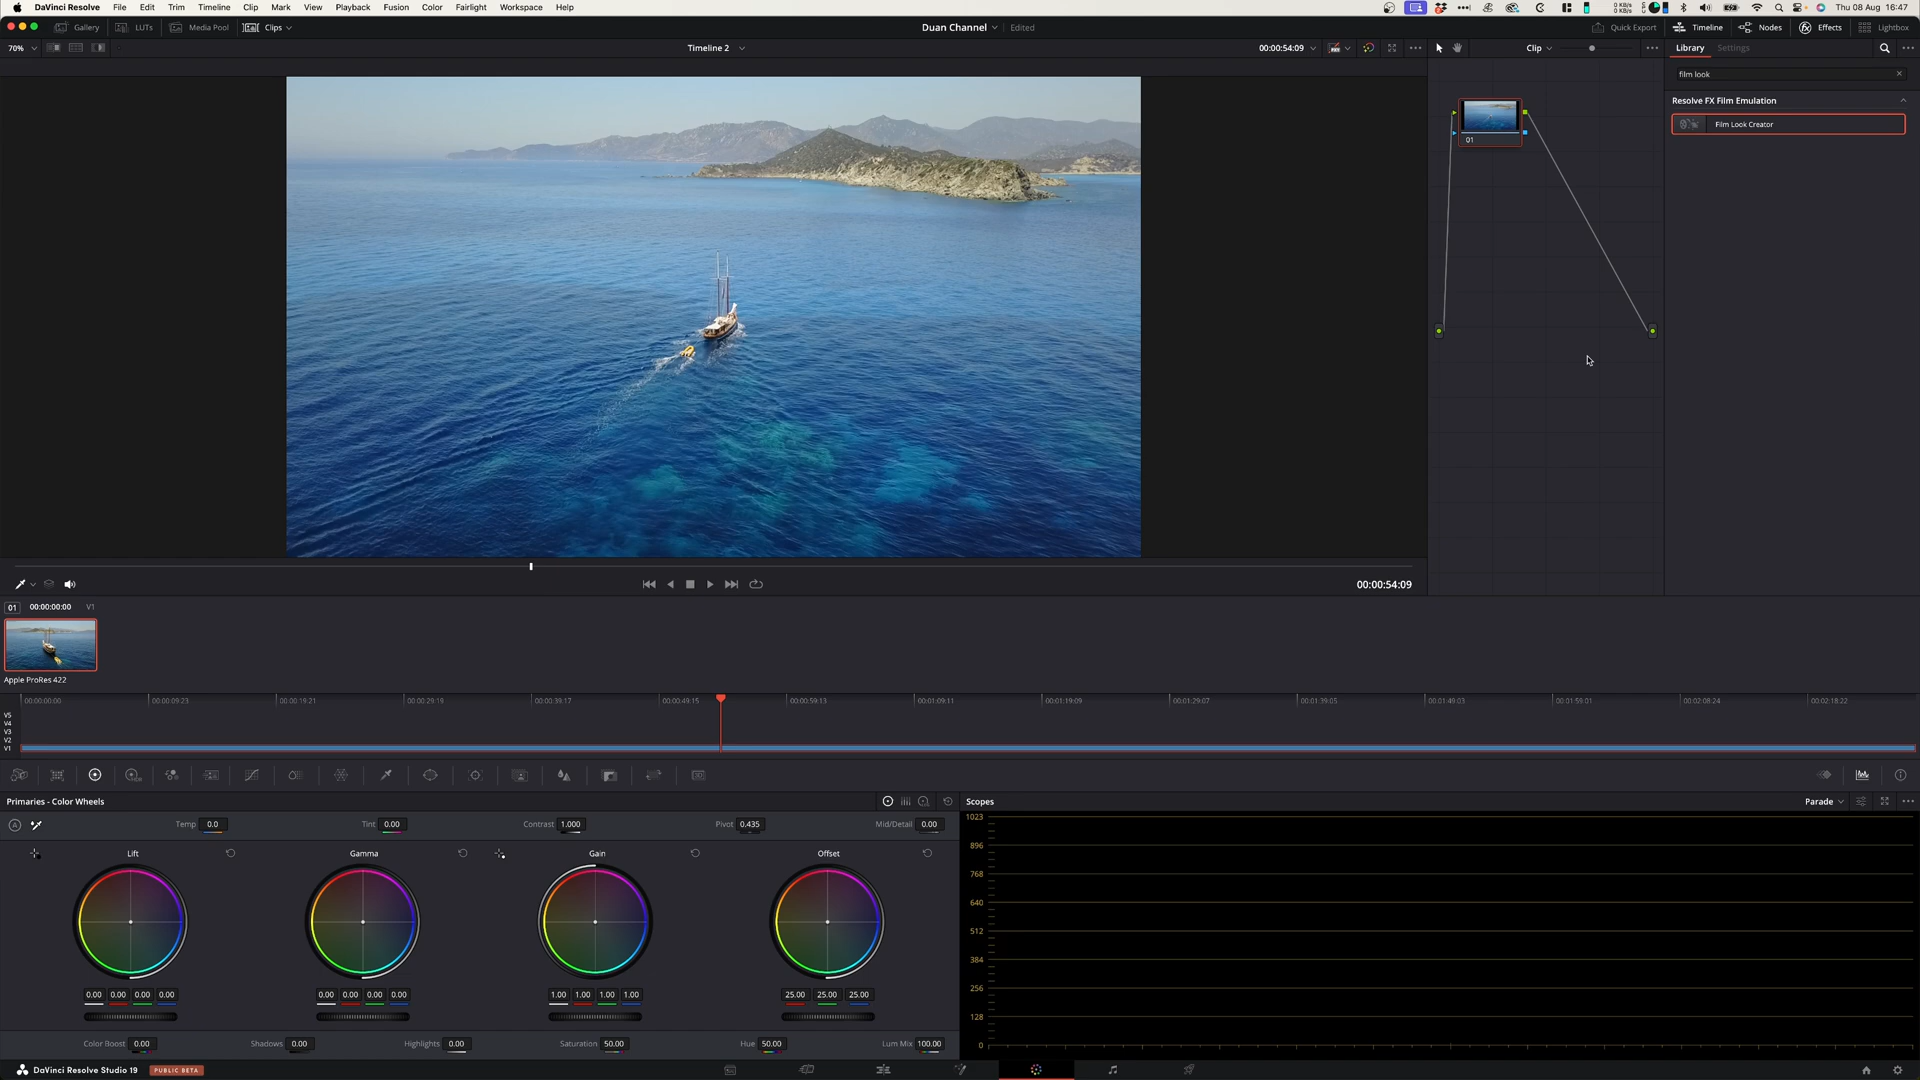 DaVinci Resolve File Edit Trim Timeline Clip Mark View Playback Fusion Color Fairlight Workspace Help
0 KB/s
0 KB/s
Thu 08 Aug 16:47
Gallery LUTs Media Pool Clips
Duan Channel Edited
Quick Export Timeline Nodes Effects Lightbox
70%
Timeline 2
00:00:54:09
Clip
Library Settings
film look
Resolve FX Film Emulation
Film Look Creator
01
00:00:54:09
01 00:00:00:00 V1
Apple ProRes 422
00:00:00:00 00:00:09:23 00:00:19:21 00:00:29:19 00:00:39:17 00:00:49:15 00:00:59:13 00:01:09:11 00:01:19:09 00:01:29:07 00:01:39:05 00:01:49:03 00:01:59:01 00:02:08:24 00:02:18:22
V5
V4
V3
V2
V1
Primaries - Color Wheels
Temp 0.0 Tint 0.00 Contrast 1.000 Pivot 0.435 Mid/Detail 0.00
Lift Gamma Gain Offset
0.00 0.00 0.00 0.00 0.00 0.00 0.00 0.00 1.00 1.00 1.00 1.00 25.00 25.00 25.00
Color Boost 0.00 Shadows 0.00 Highlights 0.00 Saturation 50.00 Hue 50.00 Lum Mix 100.00
Scopes
Parade
1023
896
768
640
512
384
256
128
0
DaVinci Resolve Studio 19 PUBLIC BETA